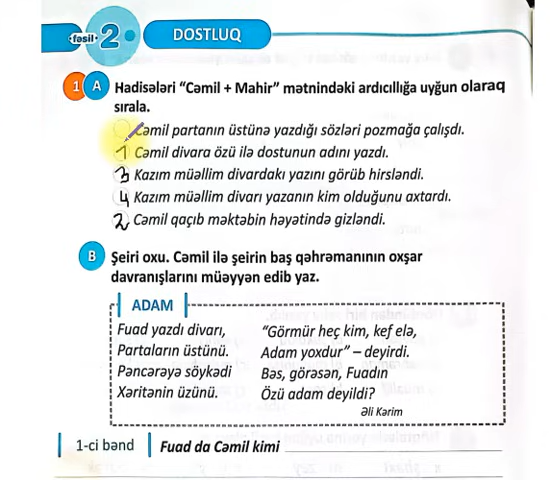 fəsil 2 DOSTLUQ
1 A Hadisələri "Cəmil + Mahir" mətnindəki ardıcıllığa uyğun olaraq
sırala.
Cəmil partanın üstünə yazdığı sözləri pozmağa çalışdı.
1 Cəmil divara özü ilə dostunun adını yazdı.
3 Kazım müəllim divardakı yazını görüb hirsləndi.
4 Kazım müəllim divarı yazanın kim olduğunu axtardı.
2 Cəmil qaçıb məktəbin həyətində gizləndi.
B Şeiri oxu. Cəmil ilə şeirin baş qəhrəmanının oxşar
davranışlarını müəyyən edib yaz.
ADAM
Fuad yazdı divarı,
Partaların üstünü.
Pəncərəyə söykədi
Xəritənin üzünü.
"Görmür heç kim, kef elə,
Adam yoxdur" – deyirdi.
Bəs, görəsən, Fuadın
Özü adam deyildi?
Əli Kərim
1-ci bənd Fuad da Cəmil kimi